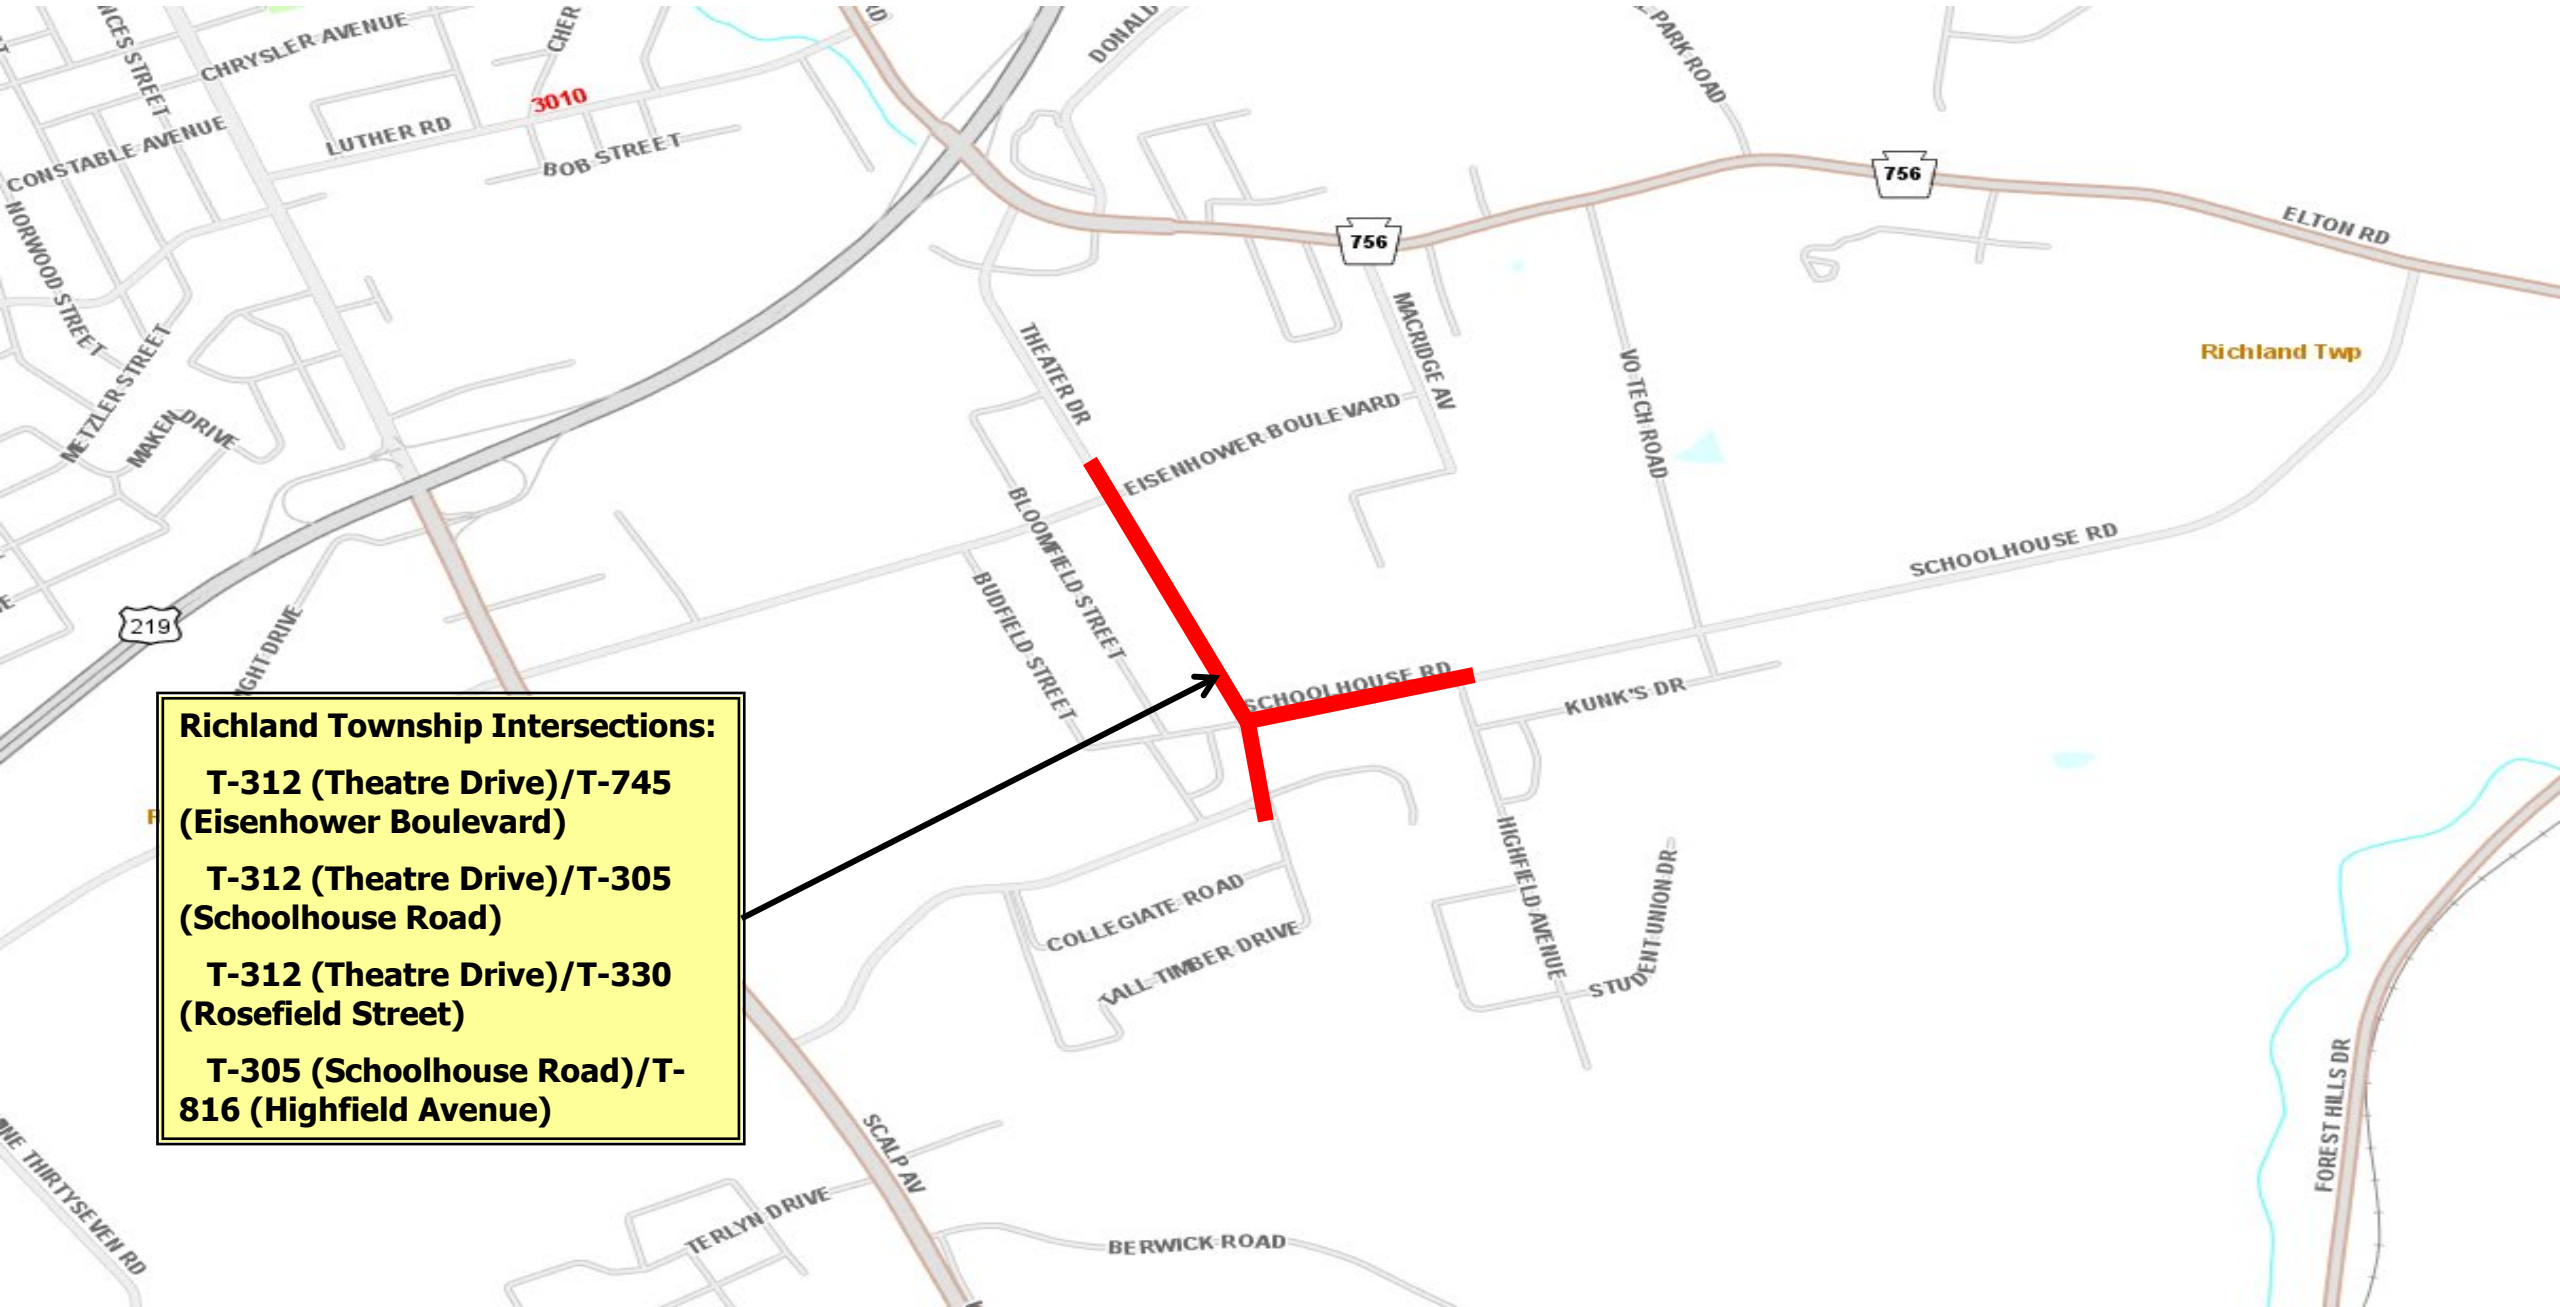 CHRYSLER AVENUE
CONSTABLE AVENUE
LUTHER RD
3010
BOB STREET
NORWOOD STREET
METZLER STREET
MAKEN DRIVE
PARK ROAD
756
756
ELTON RD
Richland Twp
THEATER DR
MACRIDGE AV
VO TECH ROAD
EISENHOWER BOULEVARD
BLOOMFIELD STREET
BUDFIELD STREET
SCHOOLHOUSE RD
SCHOOLHOUSE RD
KUNK'S DR
219
Richland Township Intersections:
T-312 (Theatre Drive)/T-745
(Eisenhower Boulevard)
T-312 (Theatre Drive)/T-305
(Schoolhouse Road)
T-312 (Theatre Drive)/T-330
(Rosefield Street)
T-305 (Schoolhouse Road)/T-
816 (Highfield Avenue)
COLLEGIATE ROAD
TALL TIMBER DRIVE
HIGHFIELD AVENUE
STUDENT UNION DR
FOREST HILLS DR
SCALP AV
TERLYN DRIVE
BERWICK ROAD
THIRTYSEVEN RD